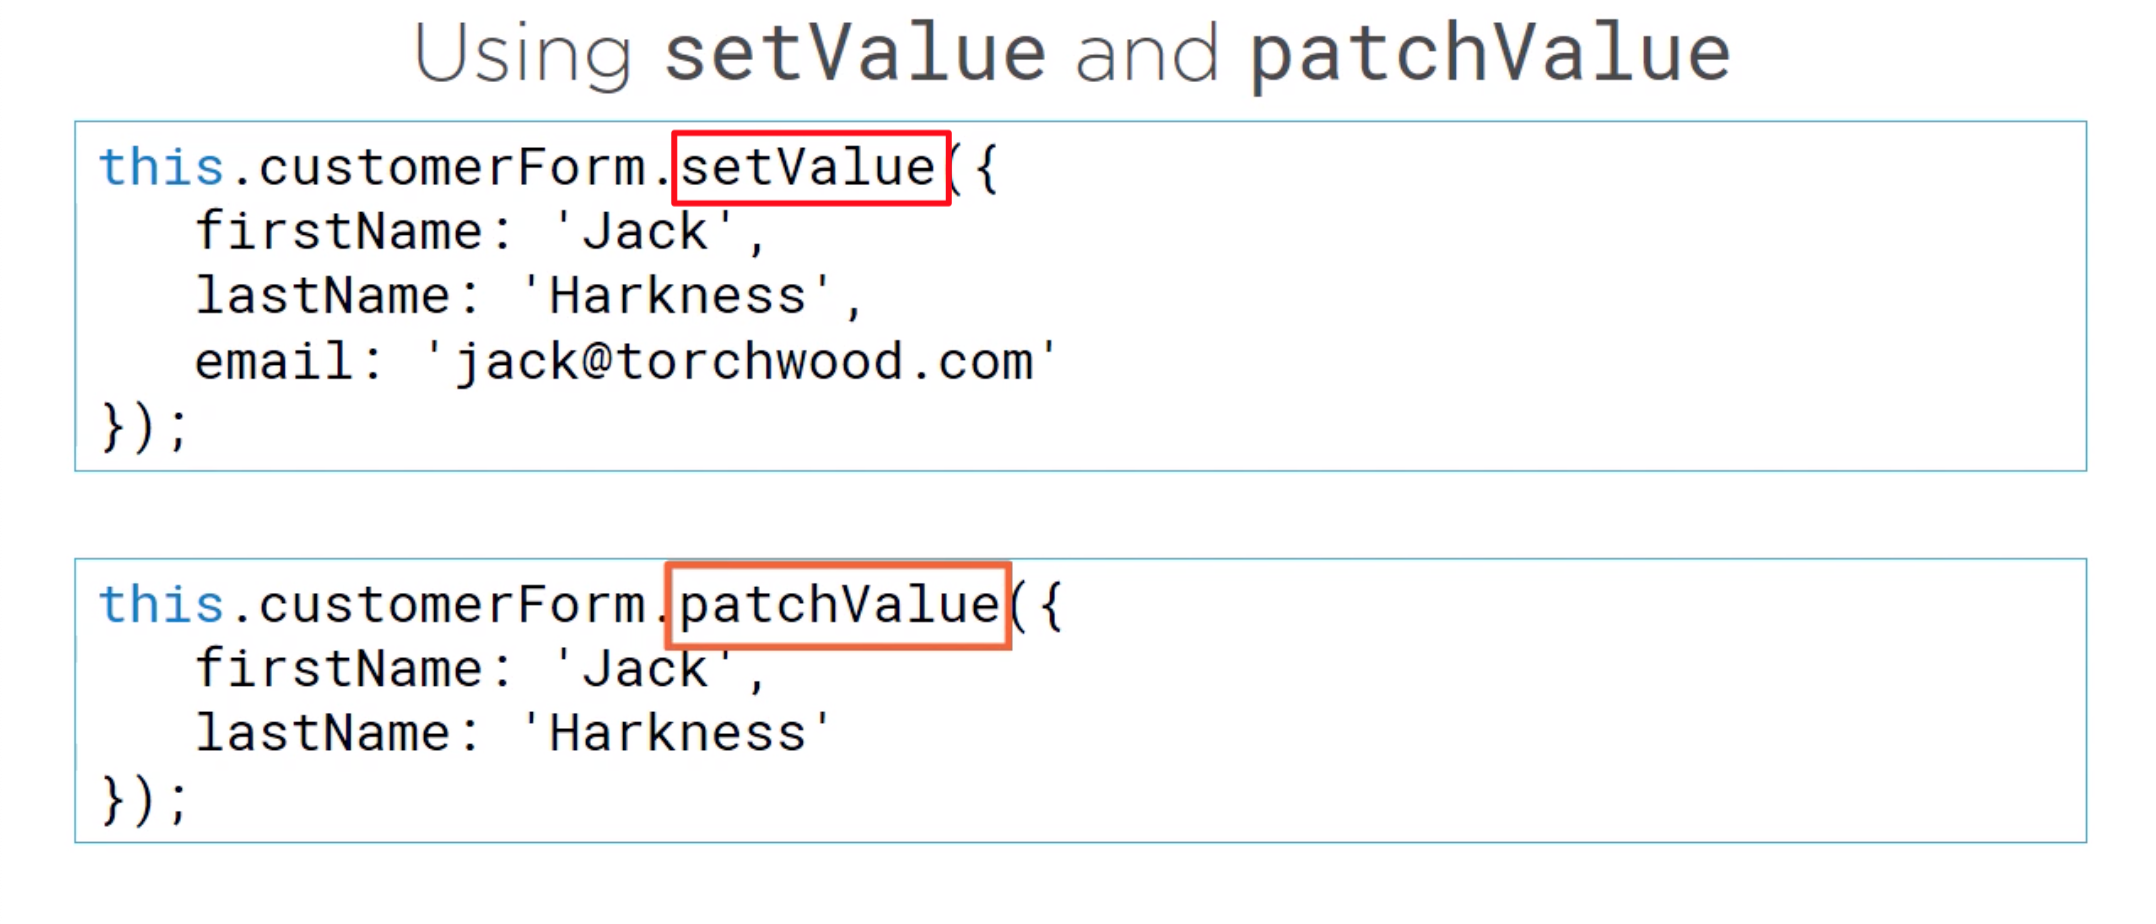 Using setValue and patchValue
this.customerForm.setValue({
firstName: 'Jack',
lastName: 'Harkness',
email: 'jack@torchwood.com'
});
this.customerForm.patchValue({
firstName: 'Jack',
lastName: 'Harkness'
});